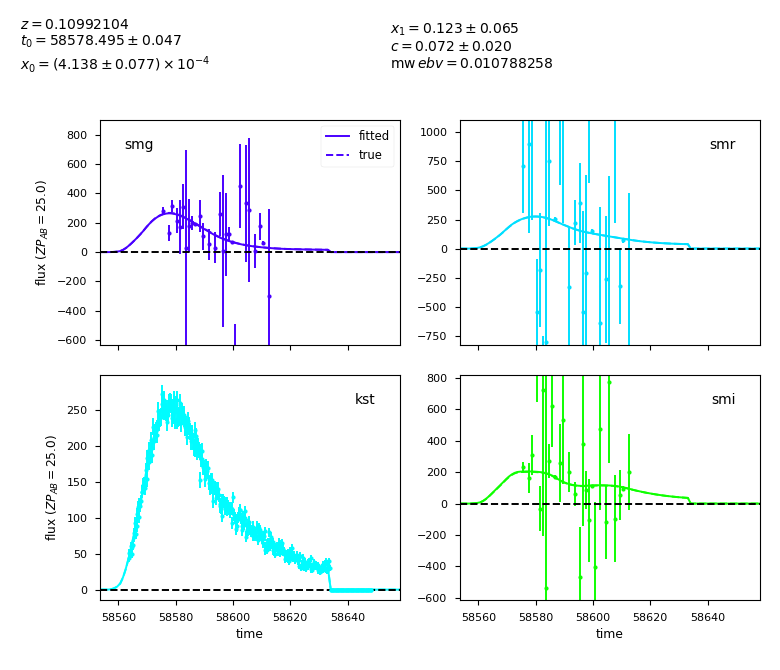 z = 0.10992104
t₀ = 58578.495 ± 0.047
x₀ = (4.138 ± 0.077) × 10⁻⁴
x₁ = 0.123 ± 0.065
c = 0.072 ± 0.020
mw ebv = 0.010788258
smg
fitted
true
800
600
400
200
0
−200
−400
−600
flux (ZP_AB = 25.0)
smr
1000
750
500
250
0
−250
−500
−750
kst
250
200
150
100
50
0
flux (ZP_AB = 25.0)
58560 58580 58600 58620 58640
time
smi
800
600
400
200
0
−200
−400
−600
58560 58580 58600 58620 58640
time